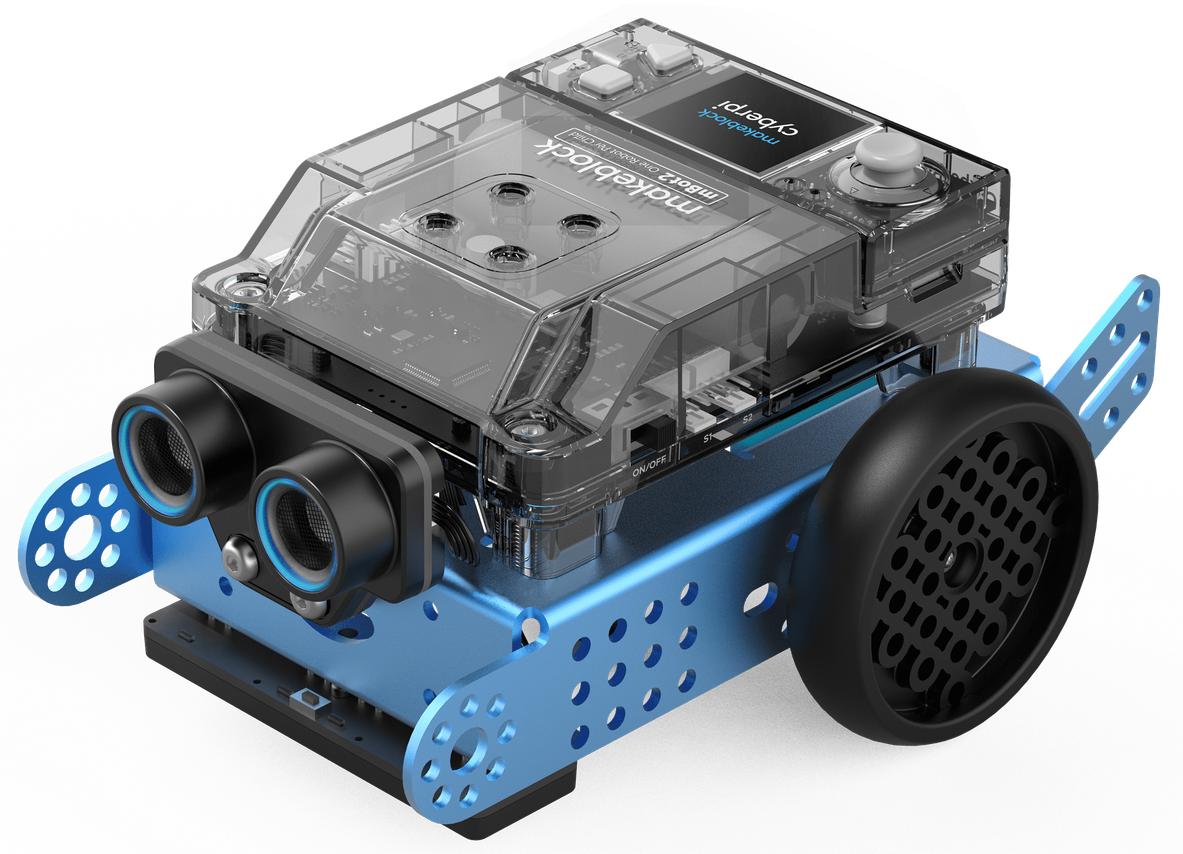 makeblock
cyberpi
makeblock
mBot2 One Robot Per Child
ON/OFF
S1
S2